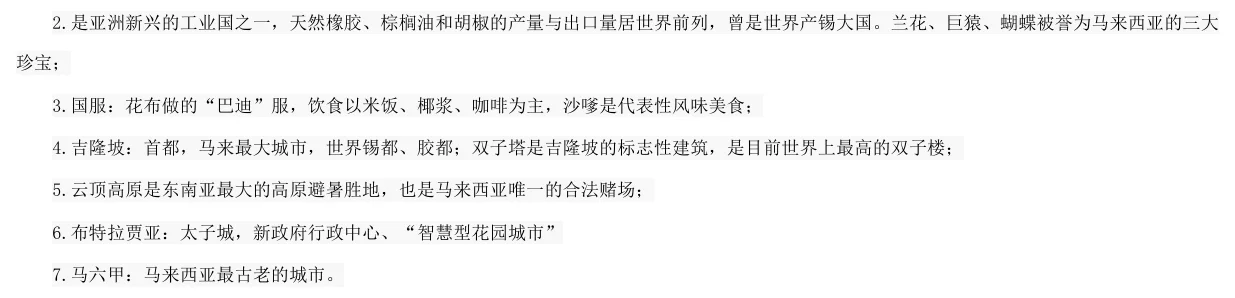 2.是亚洲新兴的工业国之一，天然橡胶、棕榈油和胡椒的产量与出口量居世界前列，曾是世界产锡大国。兰花、巨猿、蝴蝶被誉为马来西亚的三大
珍宝；
3.国服：花布做的“巴迪”服，饮食以米饭、椰浆、咖啡为主，沙嗲是代表性风味美食；
4.吉隆坡：首都，马来最大城市，世界锡都、胶都；双子塔是吉隆坡的标志性建筑，是目前世界上最高的双子楼；
5.云顶高原是东南亚最大的高原避暑胜地，也是马来西亚唯一的合法赌场；
6.布特拉贾亚：太子城，新政府行政中心、“智慧型花园城市”
7.马六甲：马来西亚最古老的城市。